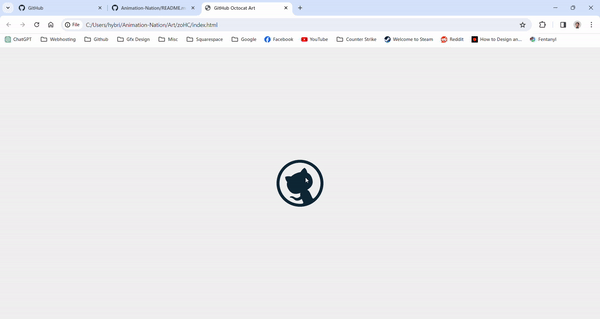 GitHub
Animation-Nation/README.m
GitHub Octocat Art
File
C:/Users/hybri/Animation-Nation/Art/zoHC/index.html
ChatGPT
Webhosting
Github
Gfx Design
Misc
Squarespace
Google
Facebook
YouTube
Counter Strike
Welcome to Steam
Reddit
How to Design an...
Fentanyl